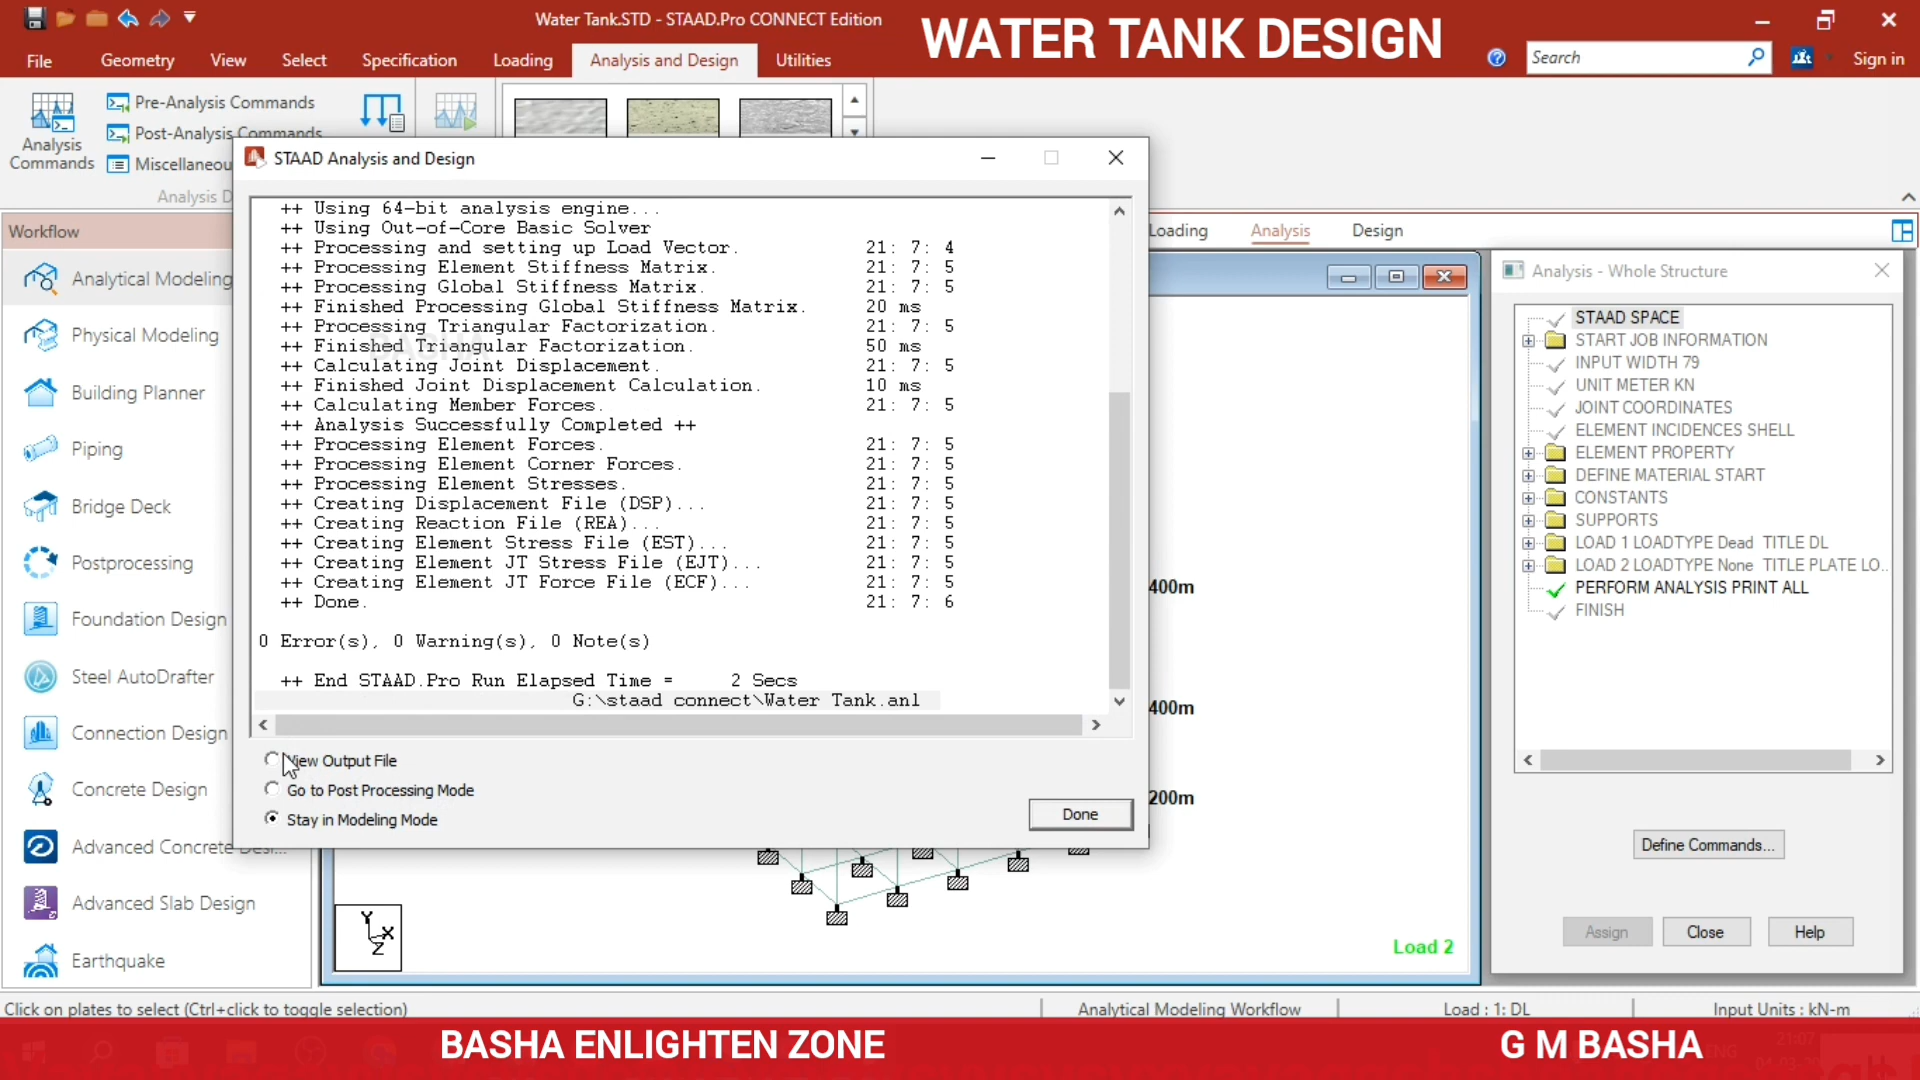 Water Tank.STD - STAAD.Pro CONNECT Edition
WATER TANK DESIGN
File
Geometry
View
Select
Specification
Loading
Analysis and Design
Utilities
Search
Sign in
Analysis
Commands
Pre-Analysis Commands
Post-Analysis Commands
Miscellaneou
Analysis D
STAAD Analysis and Design
++ Using 64-bit analysis engine...
++ Using Out-of-Core Basic Solver
++ Processing and setting up Load Vector. 21: 7: 4
++ Processing Element Stiffness Matrix. 21: 7: 5
++ Processing Global Stiffness Matrix. 21: 7: 5
++ Finished Processing Global Stiffness Matrix. 20 ms
++ Processing Triangular Factorization. 21: 7: 5
++ Finished Triangular Factorization. 50 ms
++ Calculating Joint Displacement. 21: 7: 5
++ Finished Joint Displacement Calculation. 10 ms
++ Calculating Member Forces. 21: 7: 5
++ Analysis Successfully Completed ++
++ Processing Element Forces. 21: 7: 5
++ Processing Element Corner Forces. 21: 7: 5
++ Processing Element Stresses. 21: 7: 5
++ Creating Displacement File (DSP)... 21: 7: 5
++ Creating Reaction File (REA)... 21: 7: 5
++ Creating Element Stress File (EST)... 21: 7: 5
++ Creating Element JT Stress File (EJT)... 21: 7: 5
++ Creating Element JT Force File (ECF)... 21: 7: 5
++ Done. 21: 7: 6
0 Error(s), 0 Warning(s), 0 Note(s)
++ End STAAD.Pro Run Elapsed Time = 2 Secs
G:\staad connect\Water Tank.anl
View Output File
Go to Post Processing Mode
Stay in Modeling Mode
Done
Workflow
Analytical Modeling
Physical Modeling
Building Planner
Piping
Bridge Deck
Postprocessing
Foundation Design
Steel AutoDrafter
Connection Design
Concrete Design
Advanced Concrete Desi...
Advanced Slab Design
Earthquake
Loading
Analysis
Design
400m
400m
200m
Y
X
Z
Load 2
Analysis - Whole Structure
STAAD SPACE
START JOB INFORMATION
INPUT WIDTH 79
UNIT METER KN
JOINT COORDINATES
ELEMENT INCIDENCES SHELL
ELEMENT PROPERTY
DEFINE MATERIAL START
CONSTANTS
SUPPORTS
LOAD 1 LOADTYPE Dead TITLE DL
LOAD 2 LOADTYPE None TITLE PLATE LO...
PERFORM ANALYSIS PRINT ALL
FINISH
Define Commands...
Assign
Close
Help
Click on plates to select (Ctrl+click to toggle selection)
Analytical Modeling Workflow
Load : 1: DL
Input Units : kN-m
BASHA ENLIGHTEN ZONE
G M BASHA